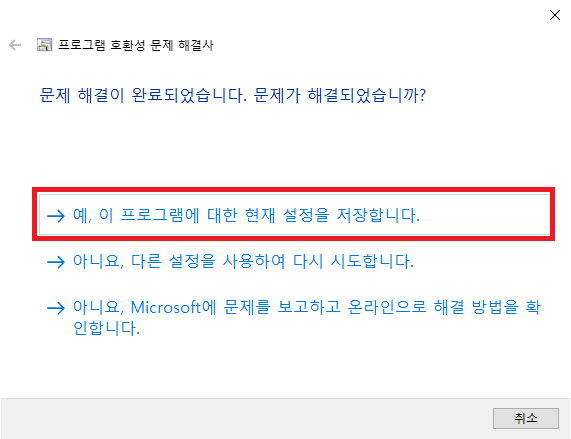 프로그램 호환성 문제 해결사
문제 해결이 완료되었습니다. 문제가 해결되었습니까?
예, 이 프로그램에 대한 현재 설정을 저장합니다.
아니요, 다른 설정을 사용하여 다시 시도합니다.
아니요, Microsoft에 문제를 보고하고 온라인으로 해결 방법을 확
인합니다.
취소